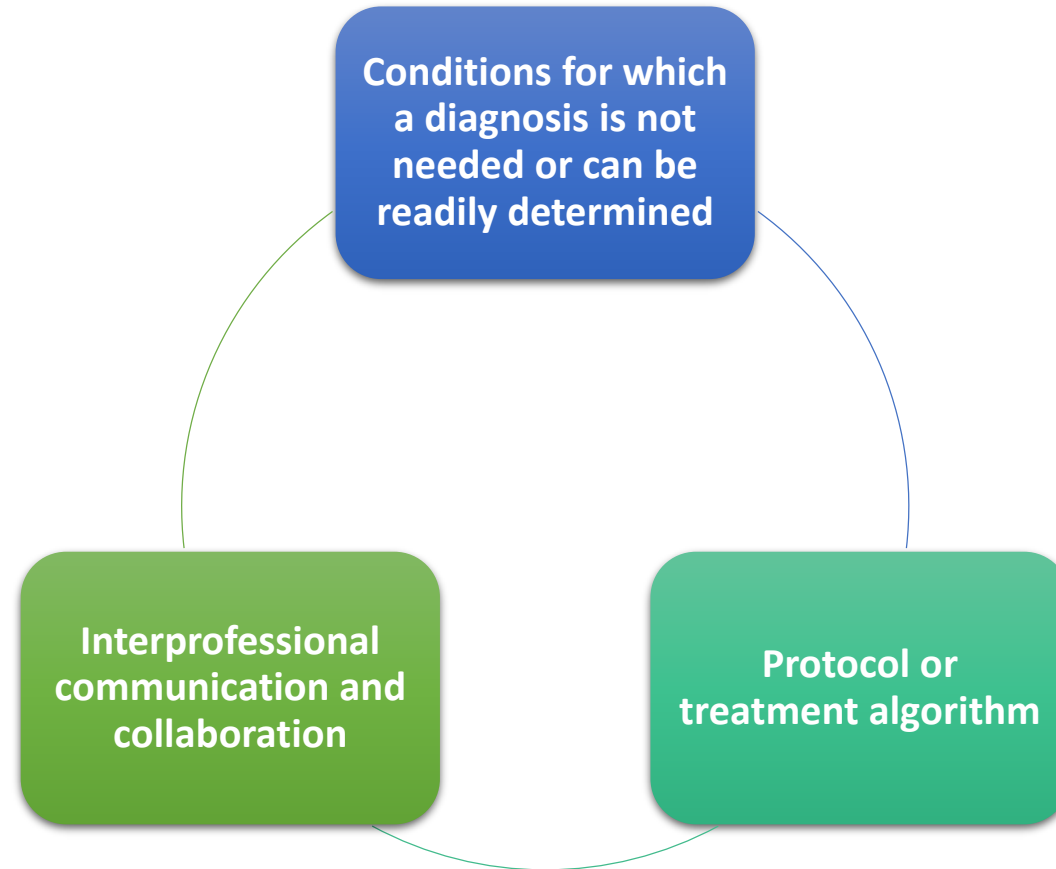 Conditions for which
a diagnosis is not
needed or can be
readily determined
Interprofessional
communication and
collaboration
Protocol or
treatment algorithm